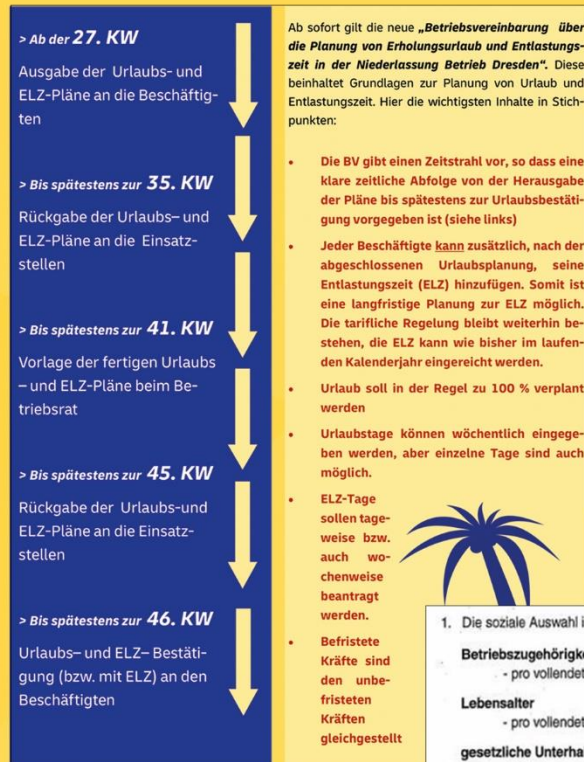 > Ab der 27. KW
Ausgabe der Urlaubs- und
ELZ-Pläne an die Beschäftig-
ten
> Bis spätestens zur 35. KW
Rückgabe der Urlaubs– und
ELZ-Pläne an die Einsatz-
stellen
> Bis spätestens zur 41. KW
Vorlage der fertigen Urlaubs
– und ELZ-Pläne beim Be-
triebsrat
> Bis spätestens zur 45. KW
Rückgabe der Urlaubs-und
ELZ-Pläne an die Einsatz-
stellen
> Bis spätestens zur 46. KW
Urlaubs– und ELZ– Bestäti-
gung (bzw. mit ELZ) an den
Beschäftigten
Ab sofort gilt die neue „Betriebsvereinbarung über
die Planung von Erholungsurlaub und Entlastungs-
zeit in der Niederlassung Betrieb Dresden“. Diese
beinhaltet Grundlagen zur Planung von Urlaub und
Entlastungszeit. Hier die wichtigsten Inhalte in Stich-
punkten:
• Die BV gibt einen Zeitstrahl vor, so dass eine
klare zeitliche Abfolge von der Herausgabe
der Pläne bis spätestens zur Urlaubsbestäti-
gung vorgegeben ist (siehe links)
• Jeder Beschäftigte kann zusätzlich, nach der
abgeschlossenen Urlaubsplanung, seine
Entlastungszeit (ELZ) hinzufügen. Somit ist
eine langfristige Planung zur ELZ möglich.
Die tarifliche Regelung bleibt weiterhin be-
stehen, die ELZ kann wie bisher im laufen-
den Kalenderjahr eingereicht werden.
• Urlaub soll in der Regel zu 100 % verplant
werden
• Urlaubstage können wöchentlich eingege-
ben werden, aber einzelne Tage sind auch
möglich.
• ELZ-Tage
sollen tage-
weise bzw.
auch wo-
chenweise
beantragt
werden.
• Befristete
Kräfte sind
den unbe-
fristeten
Kräften
gleichgestellt
1. Die soziale Auswahl i
Betriebszugehörigke
- pro vollendet
Lebensalter
- pro vollendet
gesetzliche Unterha